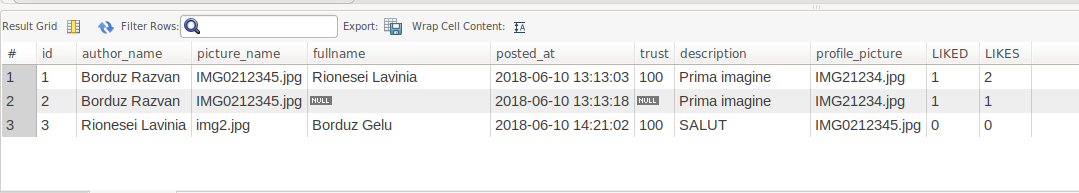 Result Grid Filter Rows: Export: Wrap Cell Content: IA
# id author_name picture_name fullname posted_at trust description profile_picture LIKED LIKES
1 1 Borduz Razvan IMG0212345.jpg Rionesei Lavinia 2018-06-10 13:13:03 100 Prima imagine IMG21234.jpg 1 2
2 2 Borduz Razvan IMG0212345.jpg NULL 2018-06-10 13:13:18 NULL Prima imagine IMG21234.jpg 1 1
3 3 Rionesei Lavinia img2.jpg Borduz Gelu 2018-06-10 14:21:02 100 SALUT IMG0212345.jpg 0 0